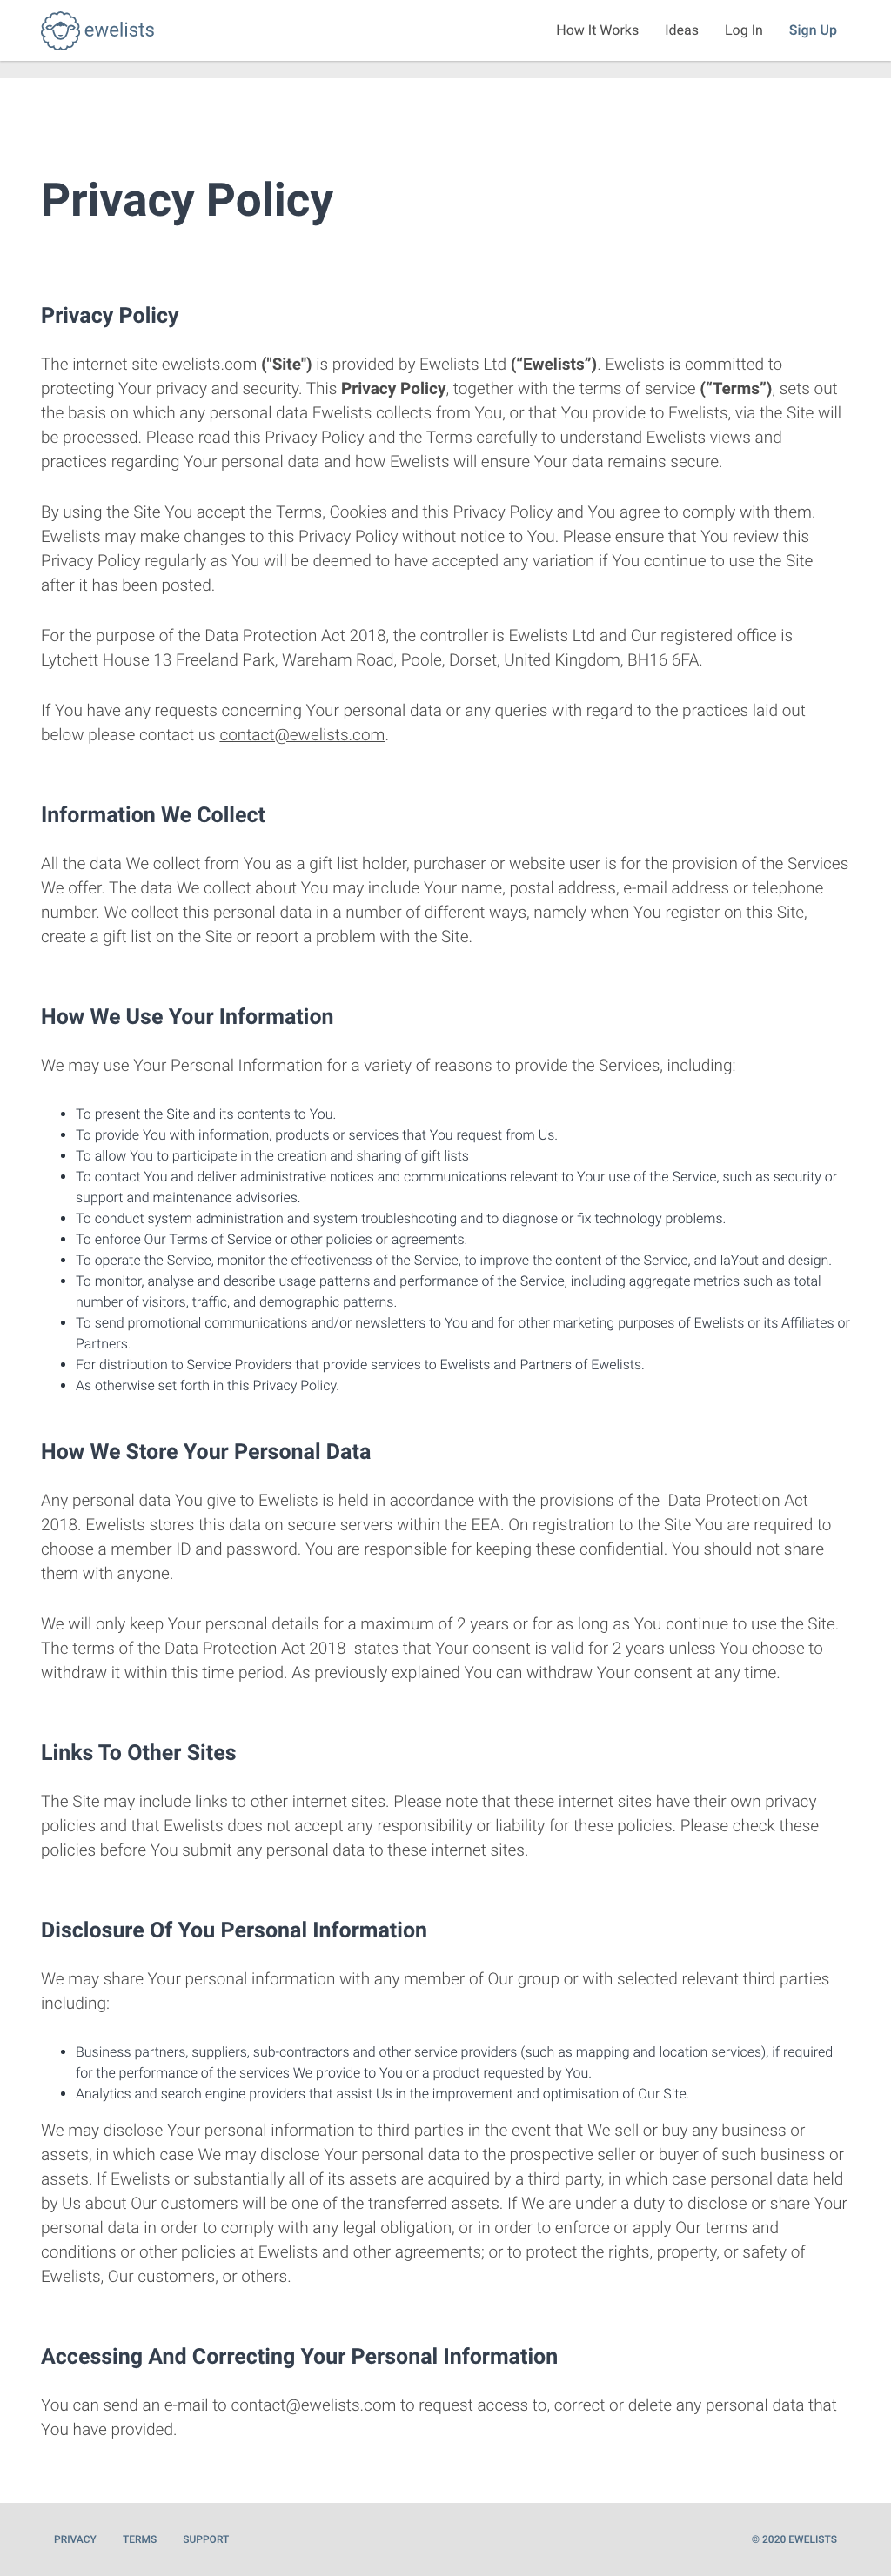 ewelists
How It Works
Ideas
Log In
Sign Up
Privacy Policy
Privacy Policy
The internet site ewelists.com ("Site") is provided by Ewelists Ltd (“Ewelists”). Ewelists is committed to
protecting Your privacy and security. This Privacy Policy, together with the terms of service (“Terms”), sets out
the basis on which any personal data Ewelists collects from You, or that You provide to Ewelists, via the Site will
be processed. Please read this Privacy Policy and the Terms carefully to understand Ewelists views and
practices regarding Your personal data and how Ewelists will ensure Your data remains secure.
By using the Site You accept the Terms, Cookies and this Privacy Policy and You agree to comply with them.
Ewelists may make changes to this Privacy Policy without notice to You. Please ensure that You review this
Privacy Policy regularly as You will be deemed to have accepted any variation if You continue to use the Site
after it has been posted.
For the purpose of the Data Protection Act 2018, the controller is Ewelists Ltd and Our registered office is
Lytchett House 13 Freeland Park, Wareham Road, Poole, Dorset, United Kingdom, BH16 6FA.
If You have any requests concerning Your personal data or any queries with regard to the practices laid out
below please contact us contact@ewelists.com.
Information We Collect
All the data We collect from You as a gift list holder, purchaser or website user is for the provision of the Services
We offer. The data We collect about You may include Your name, postal address, e-mail address or telephone
number. We collect this personal data in a number of different ways, namely when You register on this Site,
create a gift list on the Site or report a problem with the Site.
How We Use Your Information
We may use Your Personal Information for a variety of reasons to provide the Services, including:
• To present the Site and its contents to You.
• To provide You with information, products or services that You request from Us.
• To allow You to participate in the creation and sharing of gift lists
• To contact You and deliver administrative notices and communications relevant to Your use of the Service, such as security or
support and maintenance advisories.
• To conduct system administration and system troubleshooting and to diagnose or fix technology problems.
• To enforce Our Terms of Service or other policies or agreements.
• To operate the Service, monitor the effectiveness of the Service, to improve the content of the Service, and laYout and design.
• To monitor, analyse and describe usage patterns and performance of the Service, including aggregate metrics such as total
number of visitors, traffic, and demographic patterns.
• To send promotional communications and/or newsletters to You and for other marketing purposes of Ewelists or its Affiliates or
Partners.
• For distribution to Service Providers that provide services to Ewelists and Partners of Ewelists.
• As otherwise set forth in this Privacy Policy.
How We Store Your Personal Data
Any personal data You give to Ewelists is held in accordance with the provisions of the  Data Protection Act
2018. Ewelists stores this data on secure servers within the EEA. On registration to the Site You are required to
choose a member ID and password. You are responsible for keeping these confidential. You should not share
them with anyone.
We will only keep Your personal details for a maximum of 2 years or for as long as You continue to use the Site.
The terms of the Data Protection Act 2018  states that Your consent is valid for 2 years unless You choose to
withdraw it within this time period. As previously explained You can withdraw Your consent at any time.
Links To Other Sites
The Site may include links to other internet sites. Please note that these internet sites have their own privacy
policies and that Ewelists does not accept any responsibility or liability for these policies. Please check these
policies before You submit any personal data to these internet sites.
Disclosure Of You Personal Information
We may share Your personal information with any member of Our group or with selected relevant third parties
including:
• Business partners, suppliers, sub-contractors and other service providers (such as mapping and location services), if required
for the performance of the services We provide to You or a product requested by You.
• Analytics and search engine providers that assist Us in the improvement and optimisation of Our Site.
We may disclose Your personal information to third parties in the event that We sell or buy any business or
assets, in which case We may disclose Your personal data to the prospective seller or buyer of such business or
assets. If Ewelists or substantially all of its assets are acquired by a third party, in which case personal data held
by Us about Our customers will be one of the transferred assets. If We are under a duty to disclose or share Your
personal data in order to comply with any legal obligation, or in order to enforce or apply Our terms and
conditions or other policies at Ewelists and other agreements; or to protect the rights, property, or safety of
Ewelists, Our customers, or others.
Accessing And Correcting Your Personal Information
You can send an e-mail to contact@ewelists.com to request access to, correct or delete any personal data that
You have provided.
PRIVACY
TERMS
SUPPORT
© 2020 EWELISTS